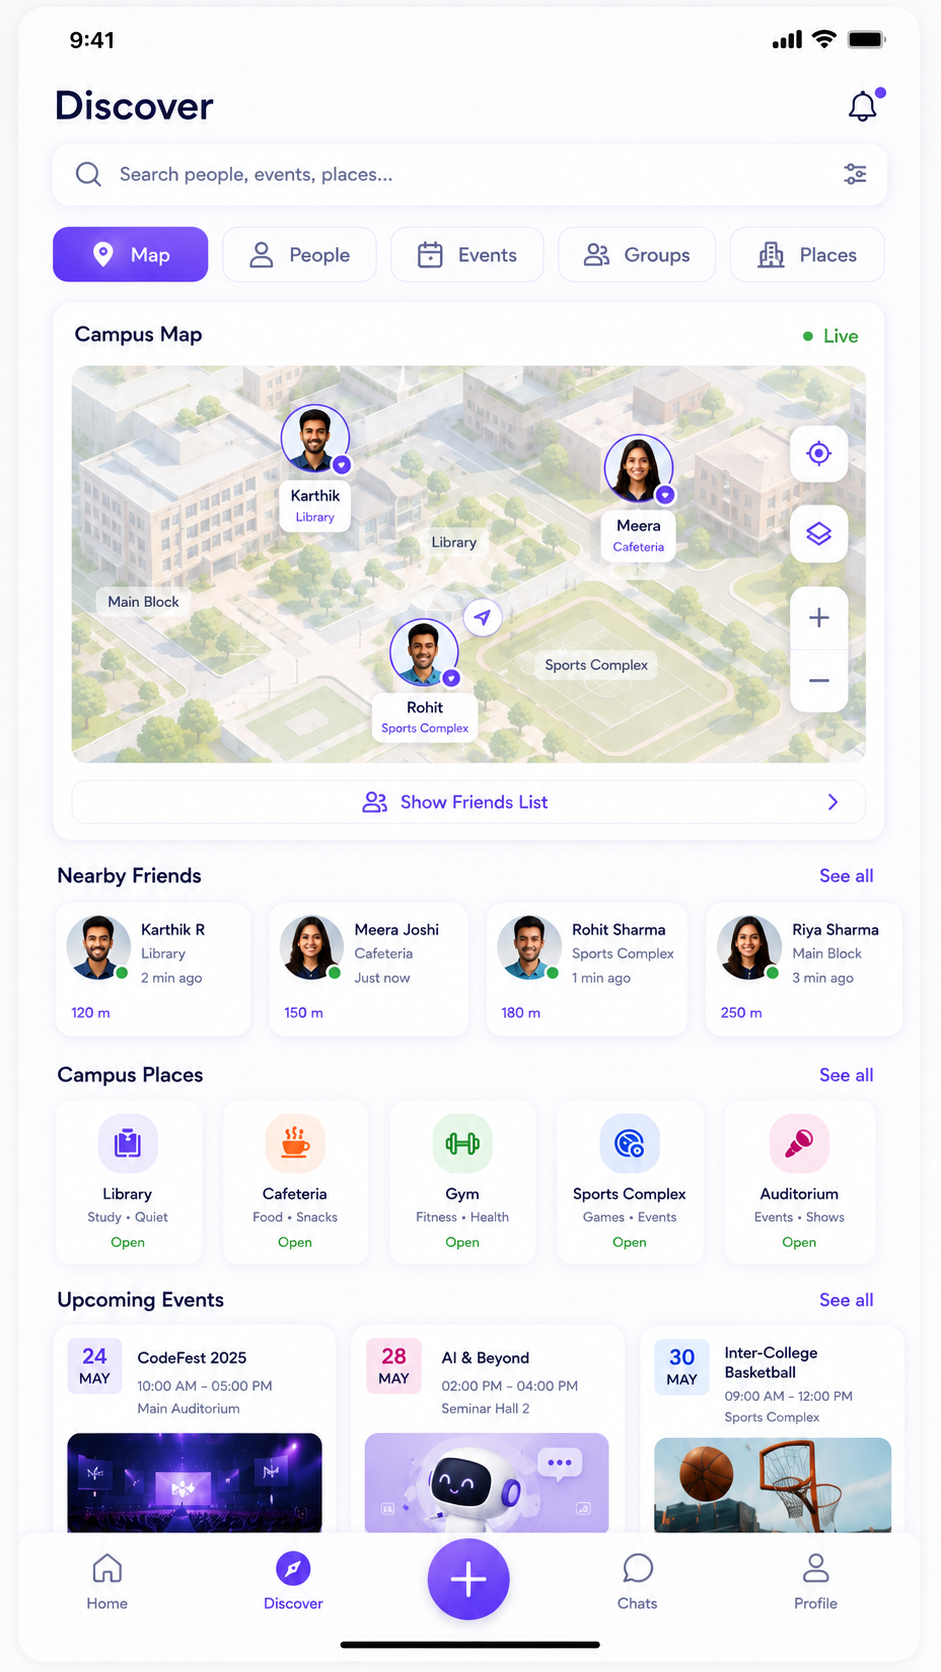 9:41
Discover
Search people, events, places...
Map
People
Events
Groups
Places
Campus Map
Live
Karthik
Library
Meera
Cafeteria
Library
Main Block
Sports Complex
Rohit
Sports Complex
Show Friends List
Nearby Friends
See all
Karthik R
Library
2 min ago
120 m
Meera Joshi
Cafeteria
Just now
150 m
Rohit Sharma
Sports Complex
1 min ago
180 m
Riya Sharma
Main Block
3 min ago
250 m
Campus Places
See all
Library
Study • Quiet
Open
Cafeteria
Food • Snacks
Open
Gym
Fitness • Health
Open
Sports Complex
Games • Events
Open
Auditorium
Events • Shows
Open
Upcoming Events
See all
24
MAY
CodeFest 2025
10:00 AM – 05:00 PM
Main Auditorium
28
MAY
AI & Beyond
02:00 PM – 04:00 PM
Seminar Hall 2
30
MAY
Inter-College
Basketball
09:00 AM – 12:00 PM
Sports Complex
Home
Discover
Chats
Profile